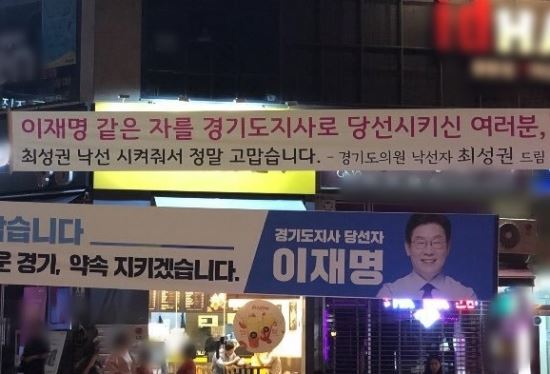 이재명 같은 자를 경기도지사로 당선시키신 여러분,
최성권 낙선 시켜줘서 정말 고맙습니다. - 경기도의원 낙선자 최성권 드림
습니다
경기, 약속 지키겠습니다.
경기도지사 당선자
이재명